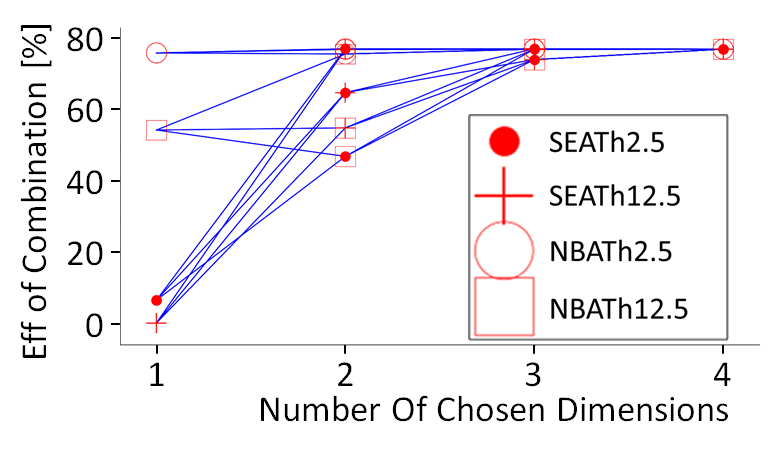 Eff of Combination [%]
80
60
40
20
0
1 2 3 4
Number Of Chosen Dimensions
SEATh2.5
SEATh12.5
NBATh2.5
NBATh12.5